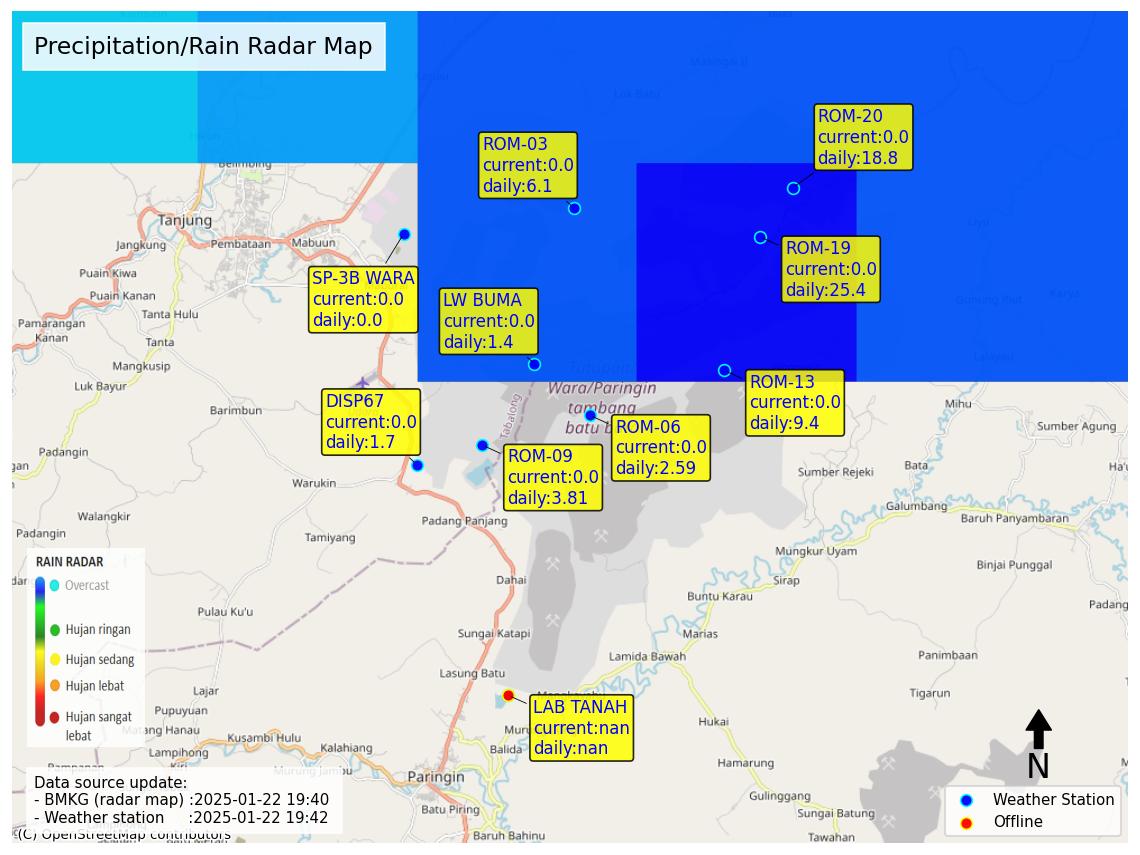 Precipitation/Rain Radar Map
Belimbing
Tanjung
Jangkung
Pembataan
Mabuun
Puain Kiwa
Puain Kanan
Tanta Hulu
Pamarangan
Kanan
Tanta
Mangkusip
Luk Bayur
Barimbun
Padangin
Warukin
Walangkir
Padangin
Tamiyang
ROM-03
current:0.0
daily:6.1
ROM-20
current:0.0
daily:18.8
ROM-19
current:0.0
daily:25.4
SP-3B WARA
current:0.0
daily:0.0
LW BUMA
current:0.0
daily:1.4
ROM-13
current:0.0
daily:9.4
DISP67
current:0.0
daily:1.7
ROM-06
current:0.0
daily:2.59
ROM-09
current:0.0
daily:3.81
Wara/Paringin
tambang
Tabalong
Maningkal
Luk Batu
Karya
Mihu
Sumber Agung
Sumber Rejeki
Bata
Galumbang
Baruh Panyambaran
Mungkur Uyam
Binjai Punggal
Sirap
Buntu Karau
Marias
Lamida Bawah
Panimbaan
Tigarun
Hukai
Hamarung
Gulinggang
Sungai Batung
Tawahan
Padang Panjang
Dahai
Sungai Katapi
Lasung Batu
LAB TANAH
current:nan
daily:nan
Balida
Paringin
Batu Piring
Baruh Bahinu
Pulau Ku'u
Lajar
Pupuyuan
Matang Hanau
Lampihong
Kusambi Hulu
Kalahiang
Murung Jambu
RAIN RADAR
Overcast
Hujan ringan
Hujan sedang
Hujan lebat
Hujan sangat
lebat
Data source update:
- BMKG (radar map) :2025-01-22 19:40
- Weather station :2025-01-22 19:42
(C) OpenStreetMap contributors
N
Weather Station
Offline